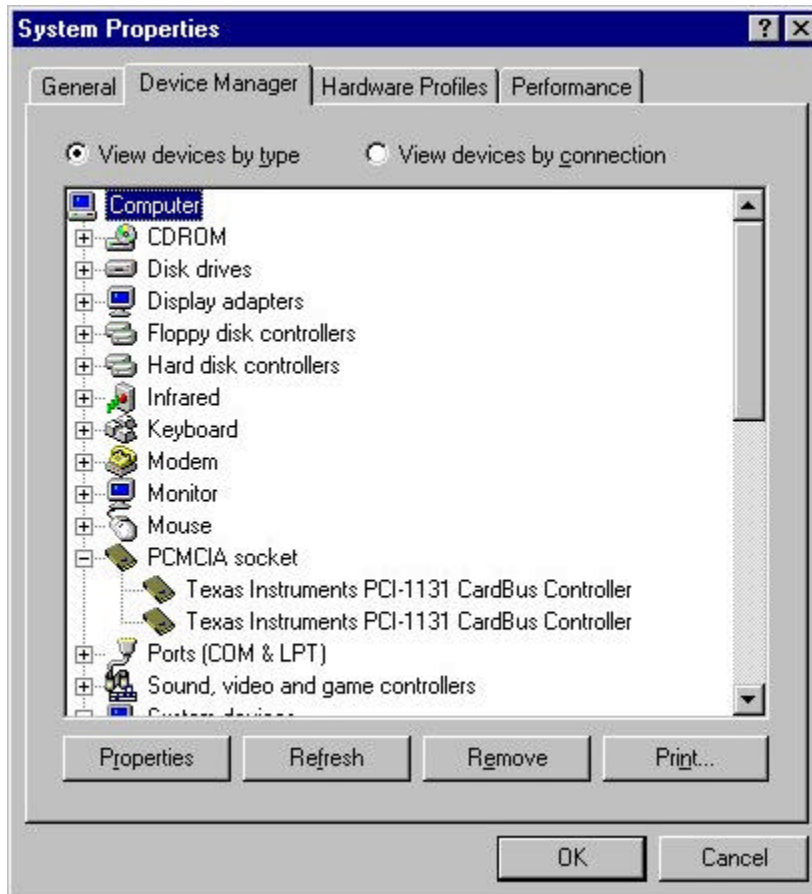 System Properties
General Device Manager Hardware Profiles Performance
View devices by type View devices by connection
Computer
CDROM
Disk drives
Display adapters
Floppy disk controllers
Hard disk controllers
Infrared
Keyboard
Modem
Monitor
Mouse
PCMCIA socket
Texas Instruments PCI-1131 CardBus Controller
Texas Instruments PCI-1131 CardBus Controller
Ports (COM & LPT)
Sound, video and game controllers
System devices
Properties Refresh Remove Print...
OK Cancel